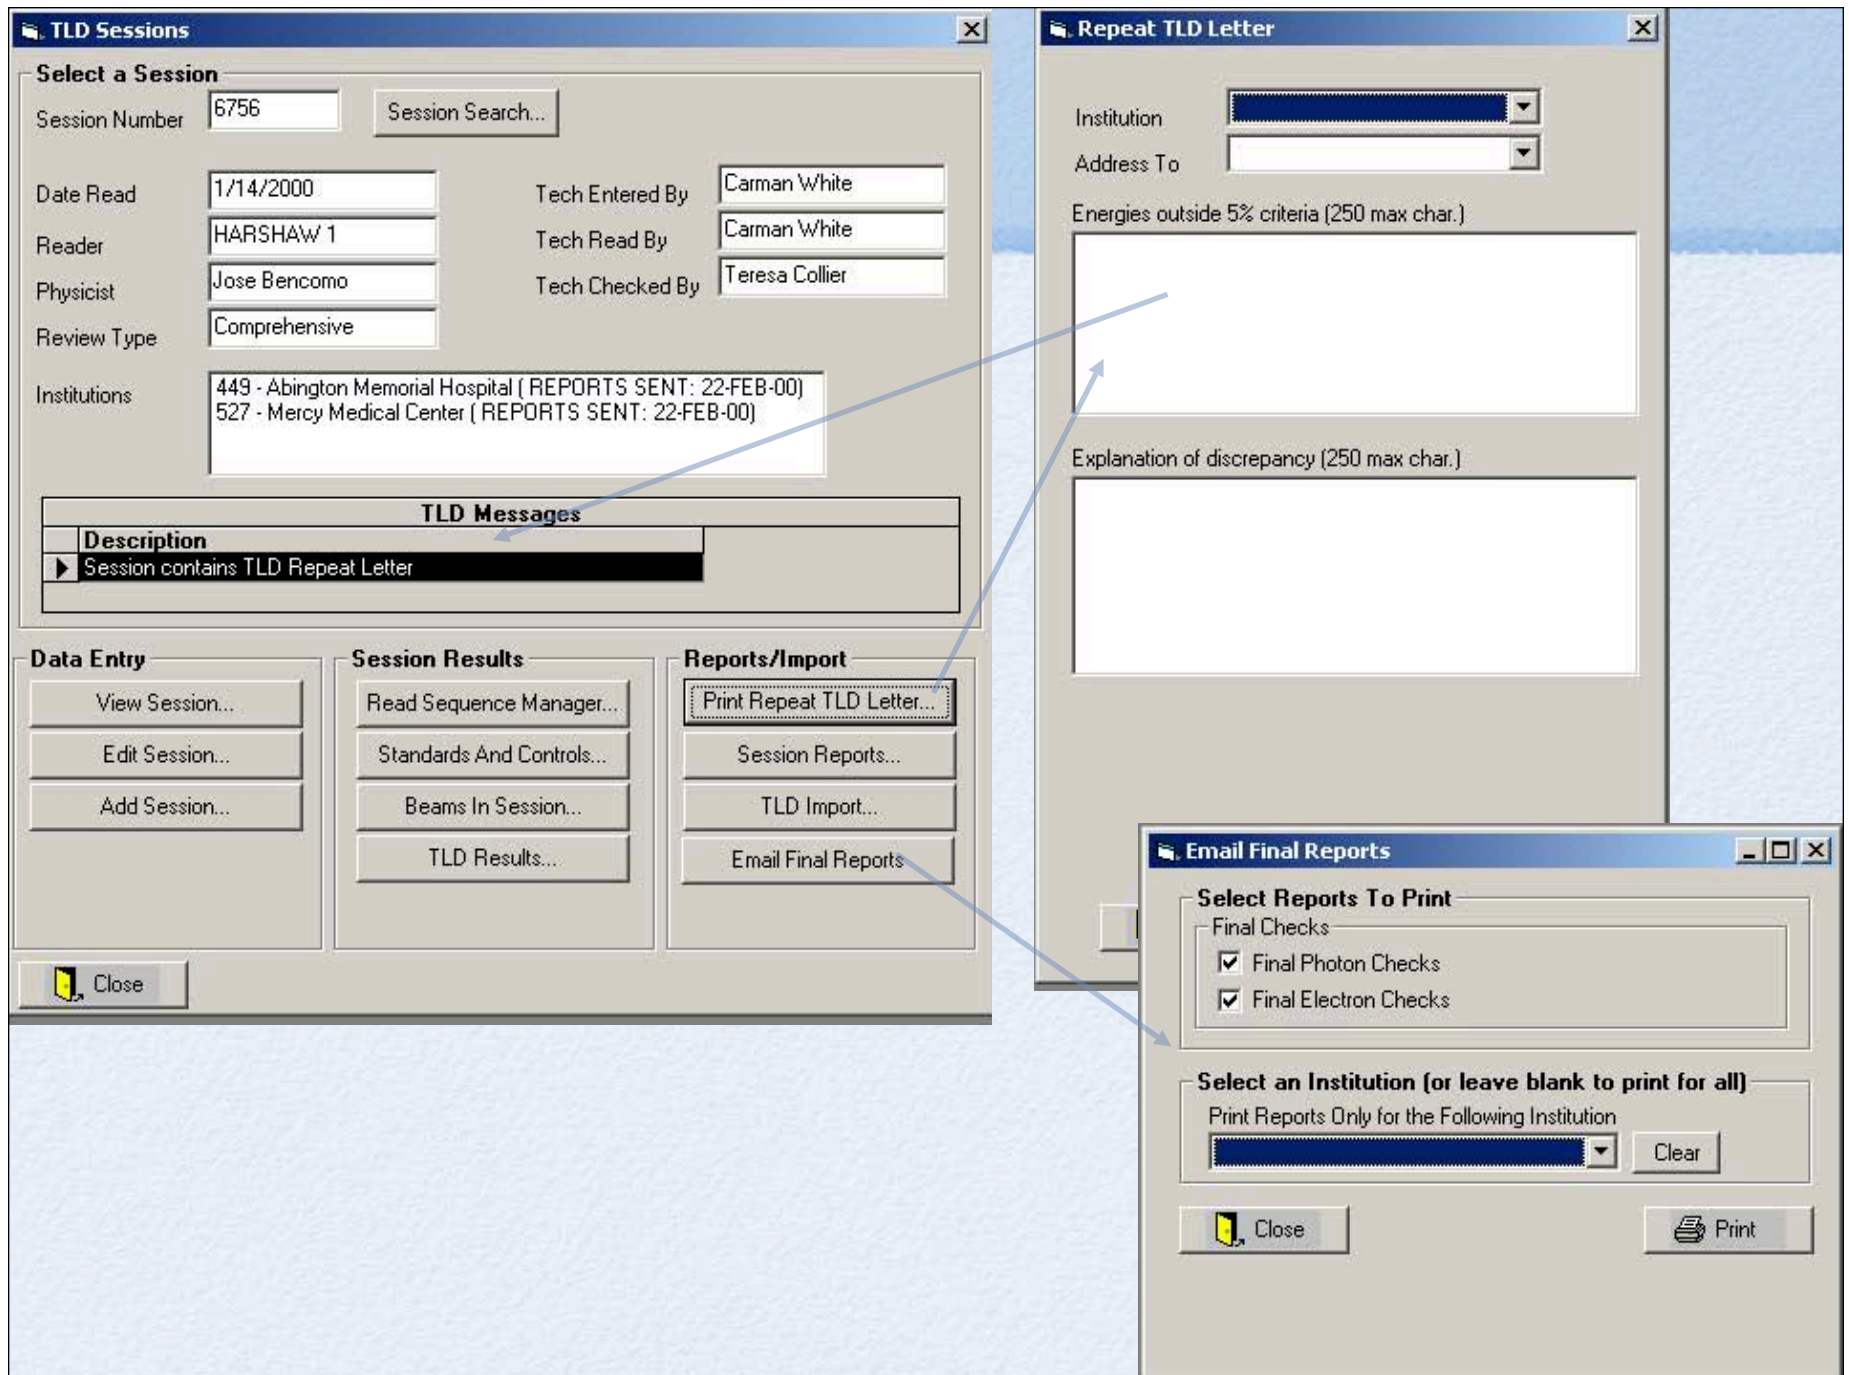 TLD Sessions
Select a Session
Session Number 6756 Session Search...
Date Read 1/14/2000 Tech Entered By Carman White
Reader HARSHAW 1 Tech Read By Carman White
Physicist Jose Bencomo Tech Checked By Teresa Collier
Review Type Comprehensive
Institutions 449 - Abington Memorial Hospital ( REPORTS SENT: 22-FEB-00)
527 - Mercy Medical Center ( REPORTS SENT: 22-FEB-00)
TLD Messages
Description
Session contains TLD Repeat Letter
Data Entry
View Session...
Edit Session...
Add Session...
Session Results
Read Sequence Manager...
Standards And Controls...
Beams In Session...
TLD Results...
Reports/Import
Print Repeat TLD Letter...
Session Reports...
TLD Import...
Email Final Reports
Close
Repeat TLD Letter
Institution
Address To
Energies outside 5% criteria (250 max char.)
Explanation of discrepancy (250 max char.)
Email Final Reports
Select Reports To Print
Final Checks
Final Photon Checks
Final Electron Checks
Select an Institution (or leave blank to print for all)
Print Reports Only for the Following Institution
Clear
Close Print